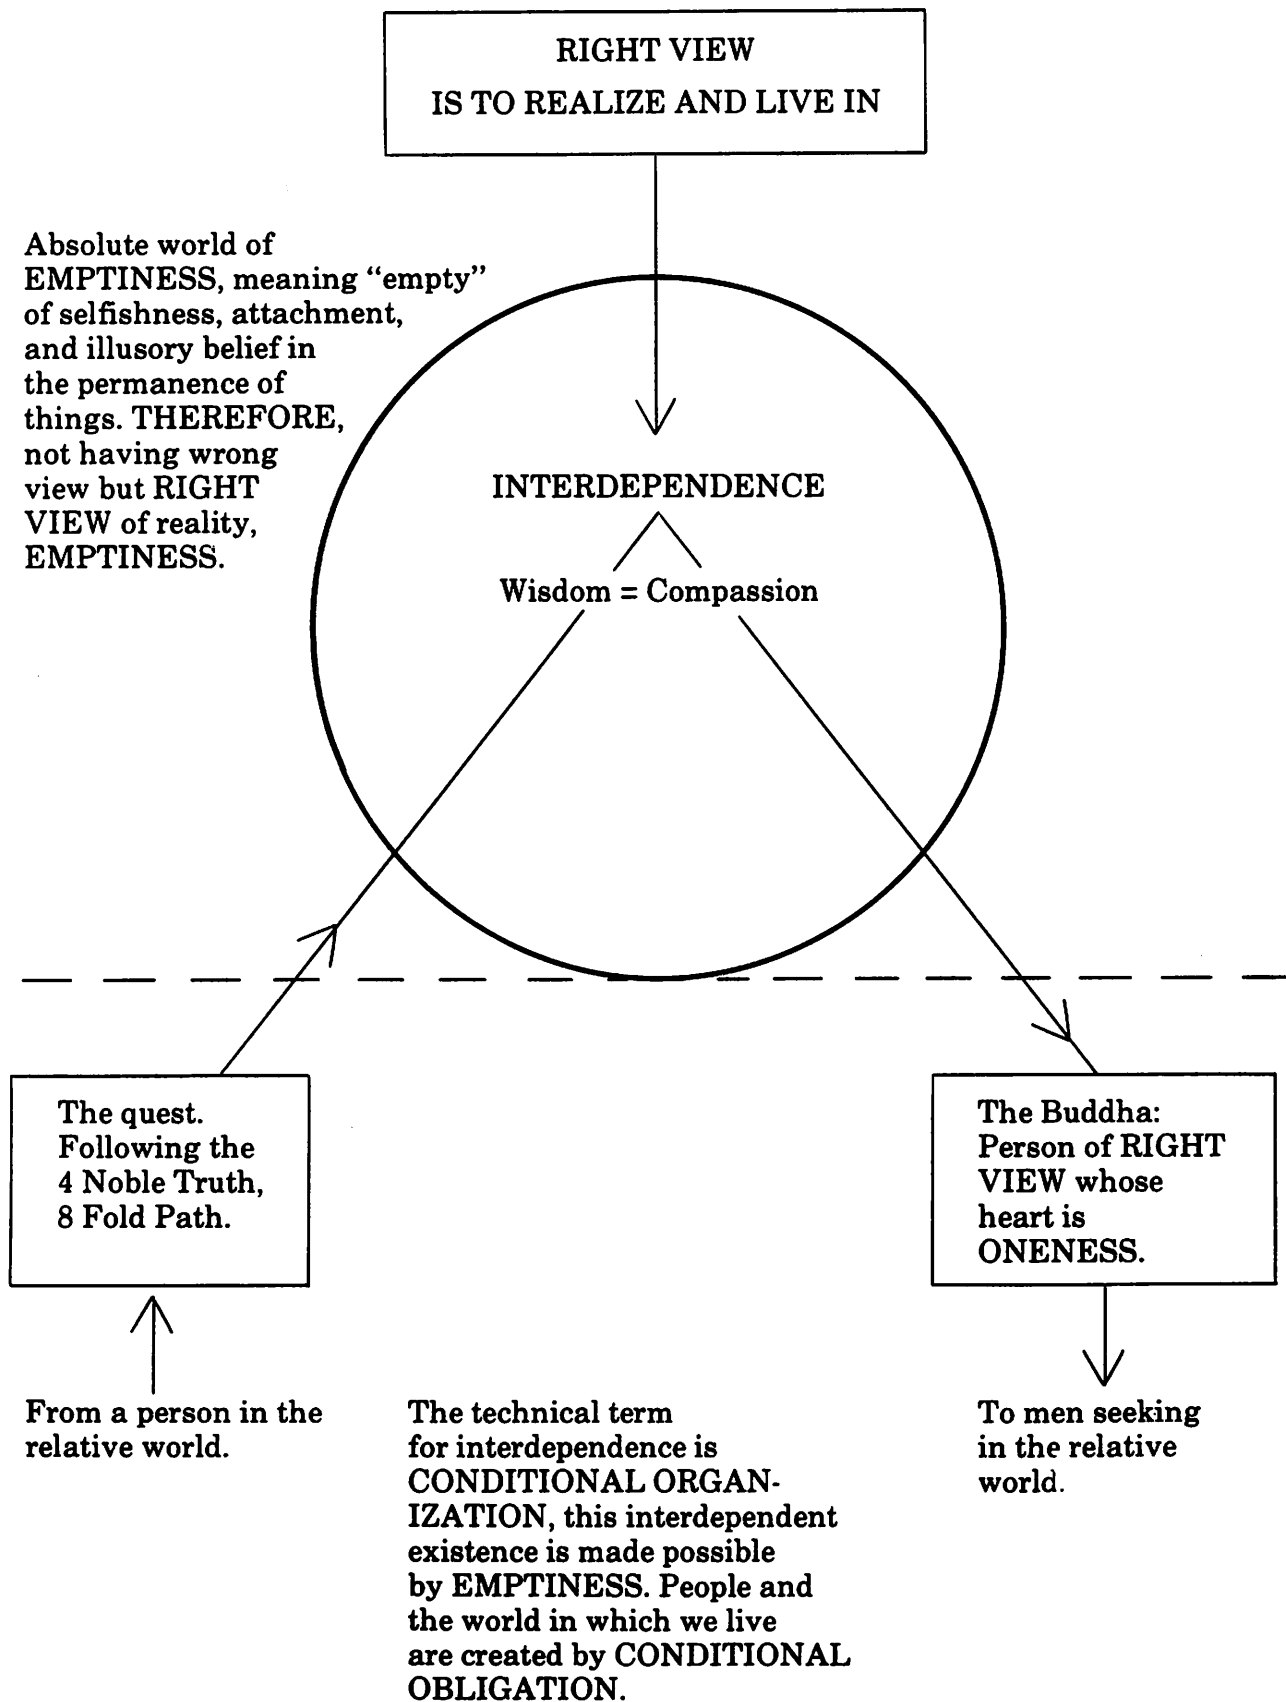 RIGHT VIEW
IS TO REALIZE AND LIVE IN
Absolute world of
EMPTINESS, meaning “empty”
of selfishness, attachment,
and illusory belief in
the permanence of
things. THEREFORE,
not having wrong
view but RIGHT
VIEW of reality,
EMPTINESS.
INTERDEPENDENCE
Wisdom = Compassion
The quest.
Following the
4 Noble Truth,
8 Fold Path.
The Buddha:
Person of RIGHT
VIEW whose
heart is
ONENESS.
From a person in the
relative world.
The technical term
for interdependence is
CONDITIONAL ORGAN-
IZATION, this interdependent
existence is made possible
by EMPTINESS. People and
the world in which we live
are created by CONDITIONAL
OBLIGATION.
To men seeking
in the relative
world.